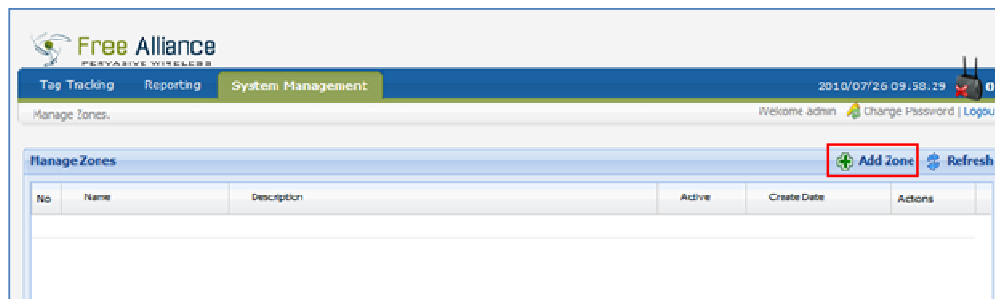 Free Alliance
PERVASIVE WIRELESS
Tag Tracking Reporting System Management 2010/07/26 09.58.29 0
Manage Zones. Welcome admin Change Password | Logou
Manage Zones Add Zone Refresh
No Name Description Active Create Date Actions